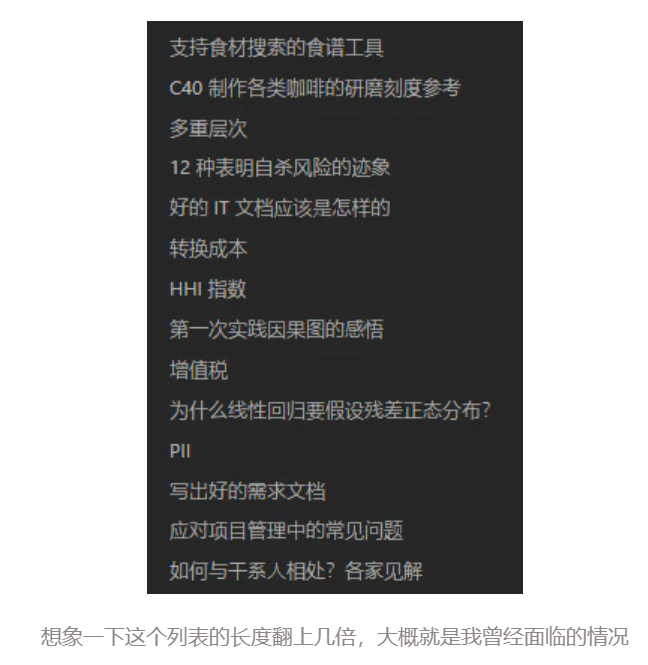 支持食材搜索的食谱工具
C40 制作各类咖啡的研磨刻度参考
多重层次
12 种表明自杀风险的迹象
好的 IT 文档应该是怎样的
转换成本
HHI 指数
第一次实践因果图的感悟
增值税
为什么线性回归要假设残差正态分布？
PII
写出好的需求文档
应对项目管理中的常见问题
如何与干系人相处？各家见解
想象一下这个列表的长度翻上几倍，大概就是我曾经面临的情况